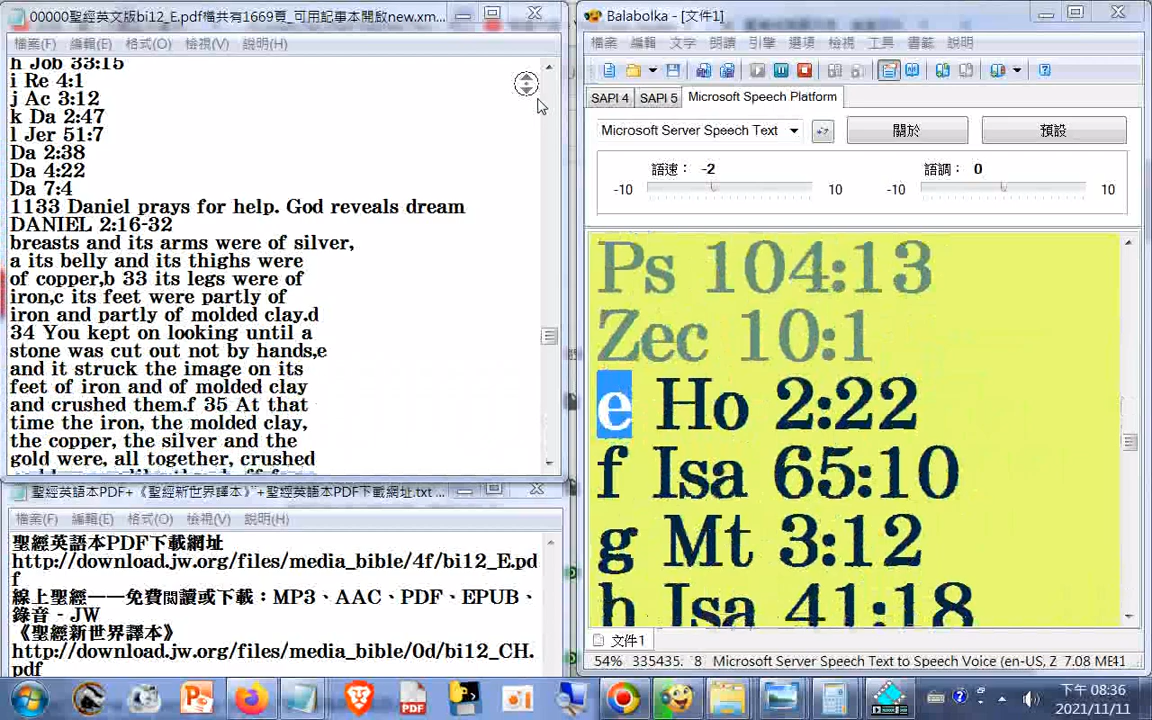 00000聖經英文版bi12_E.pdf檔共有1669頁_可用記事本開啟new.xm...
檔案(F) 編輯(E) 格式(O) 檢視(V) 說明(H)
h Job 33:15
i Re 4:1
j Ac 3:12
k Da 2:47
l Jer 51:7
Da 2:38
Da 4:22
Da 7:4
1133 Daniel prays for help. God reveals dream
DANIEL 2:16-32
breasts and its arms were of silver,
a its belly and its thighs were
of copper,b 33 its legs were of
iron,c its feet were partly of
iron and partly of molded clay.d
34 You kept on looking until a
stone was cut out not by hands,e
and it struck the image on its
feet of iron and of molded clay
and crushed them.f 35 At that
time the iron, the molded clay,
the copper, the silver and the
gold were, all together, crushed
聖經英語本PDF+《聖經新世界譯本》"+聖經英語本PDF下載網址.txt ...
檔案(F) 編輯(E) 格式(O) 檢視(V) 說明(H)
聖經英語本PDF下載網址
http://download.jw.org/files/media_bible/4f/bi12_E.pd
f
線上聖經——免費閱讀或下載：MP3、AAC、PDF、EPUB、
錄音 - JW
《聖經新世界譯本》
http://download.jw.org/files/media_bible/0d/bi12_CH.
pdf
Balabolka - [文件1]
檔案 編輯 文字 朗讀 引擎 選項 檢視 工具 書籤 說明
SAPI 4 SAPI 5 Microsoft Speech Platform
Microsoft Server Speech Text 關於 預設
語速： -2 語調： 0
-10 10 -10 10
Ps 104:13
Zec 10:1
e Ho 2:22
f Isa 65:10
g Mt 3:12
h Isa 41:18
文件1
54% 335435. `8 Microsoft Server Speech Text to Speech Voice (en-US, Z 7.08 ME41
PDF
下午 08:36
2021/11/11